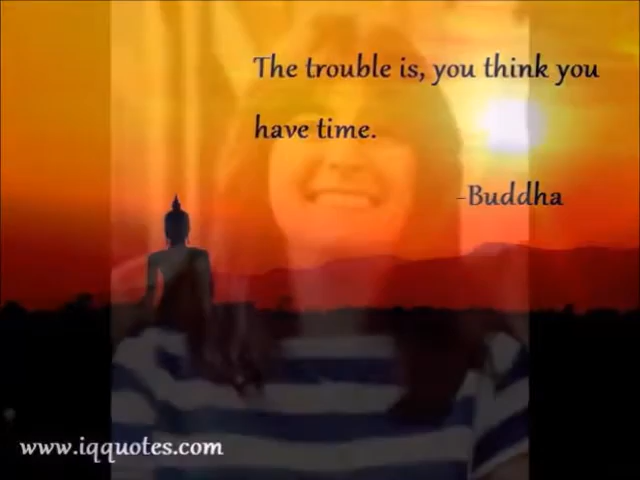 The trouble is, you think you
have time.
-Buddha
www.iqquotes.com